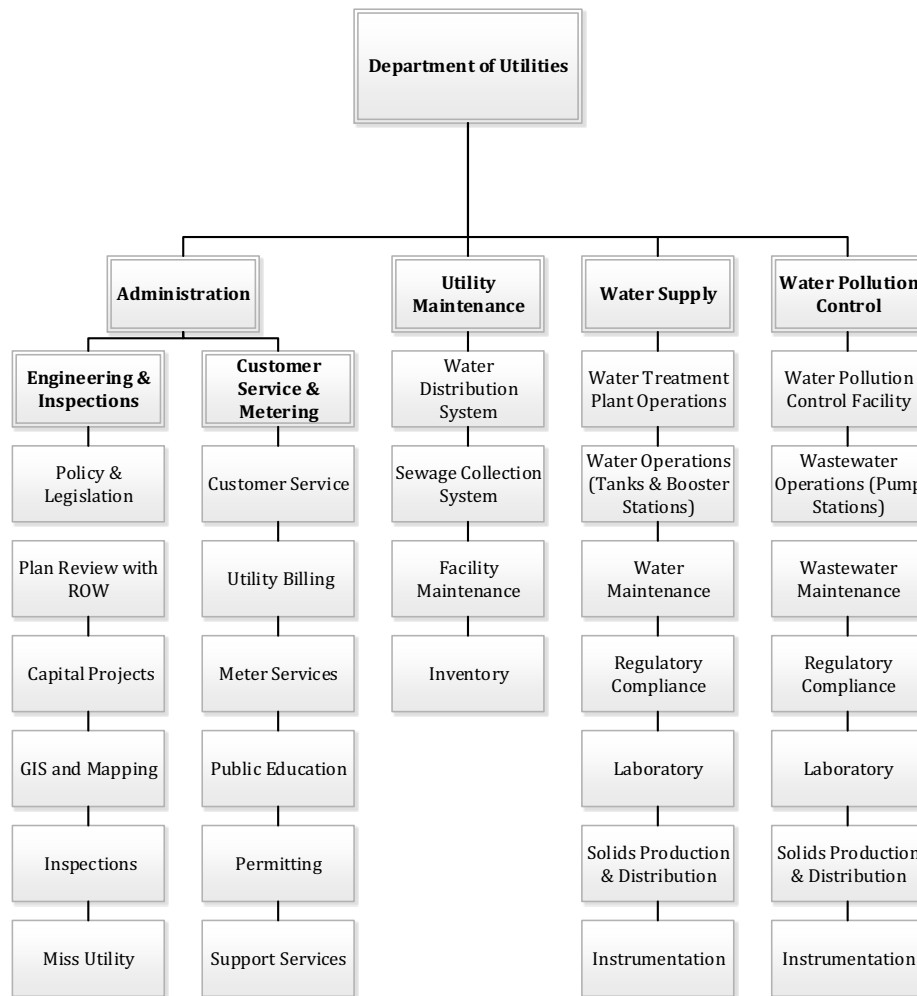 Department of Utilities
Administration
Utility
Maintenance
Water Supply
Water Pollution
Control
Engineering &
Inspections
Customer
Service &
Metering
Water
Distribution
System
Water Treatment
Plant Operations
Water Pollution
Control Facility
Policy &
Legislation
Customer Service
Sewage Collection
System
Water Operations
(Tanks & Booster
Stations)
Wastewater
Operations (Pump
Stations)
Plan Review with
ROW
Utility Billing
Facility
Maintenance
Water
Maintenance
Wastewater
Maintenance
Capital Projects
Meter Services
Inventory
Regulatory
Compliance
Regulatory
Compliance
GIS and Mapping
Public Education
Laboratory
Laboratory
Inspections
Permitting
Solids Production
& Distribution
Solids Production
& Distribution
Miss Utility
Support Services
Instrumentation
Instrumentation